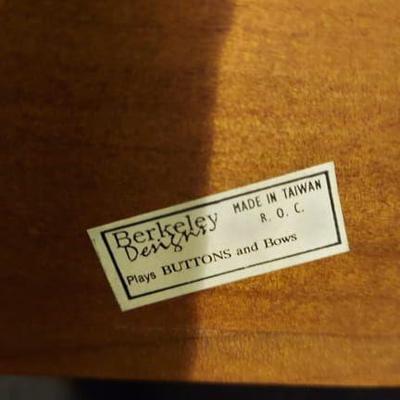 Berkeley
Designs
MADE IN TAIWAN
R. O. C.
Plays BUTTONS and Bows